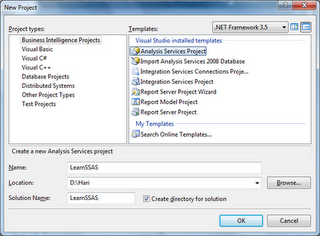 New Project
Project types:
Templates:
.NET Framework 3.5
Business Intelligence Projects
Visual Basic
Visual C#
Visual C++
Database Projects
Distributed Systems
Other Project Types
Test Projects
Visual Studio installed templates
Analysis Services Project
Import Analysis Services 2008 Database
Integration Services Connections Proje...
Integration Services Project
Report Server Project Wizard
Report Model Project
Report Server Project
My Templates
Search Online Templates...
Create a new Analysis Services project
Name:
LearnSSAS
Location:
D:\Hari
Browse...
Solution Name:
LearnSSAS
Create directory for solution
OK
Cancel